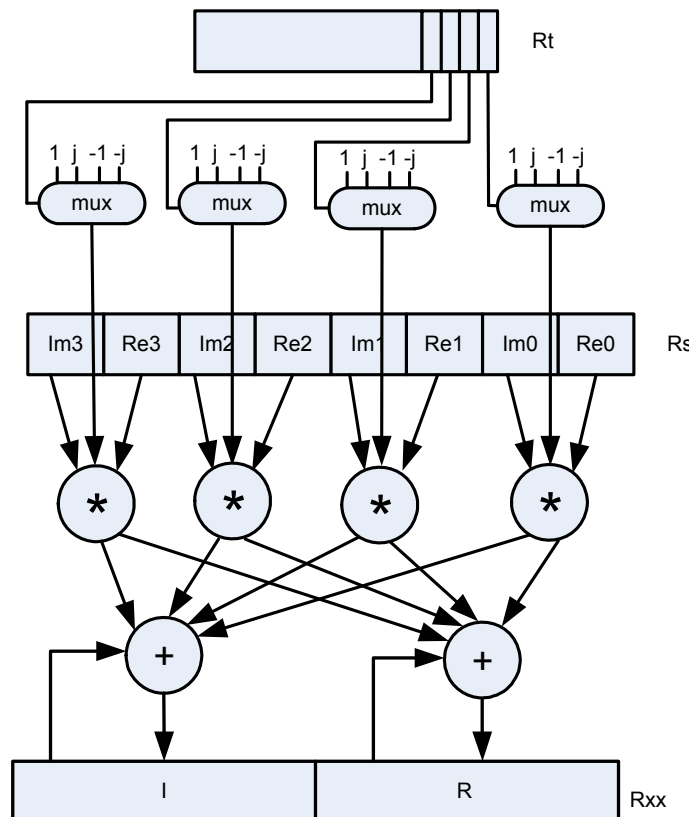 Rt
1 j -1 -j
1 j -1 -j
1 j -1 -j
1 j -1 -j
mux
mux
mux
mux
Im3 Re3 Im2 Re2 Im1 Re1 Im0 Re0 Rs
* * * *
+ +
I R Rxx